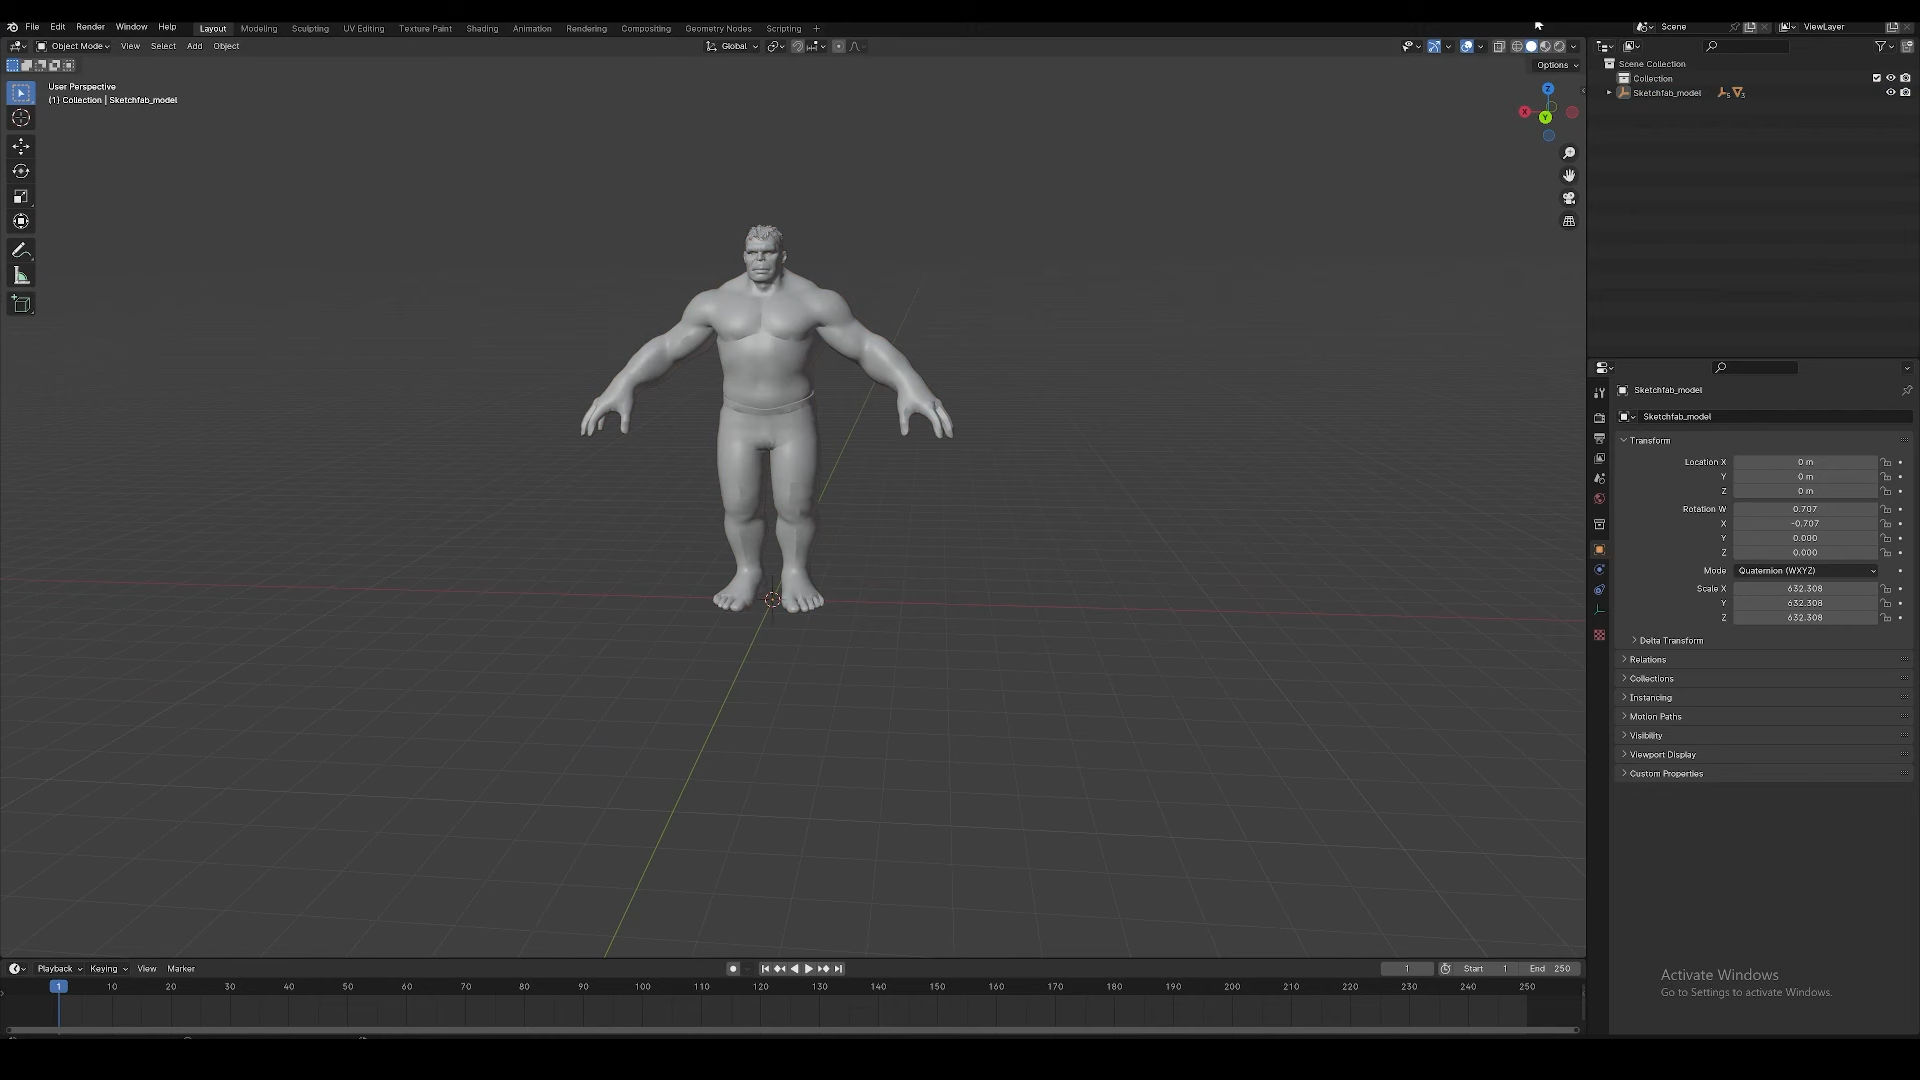 File Edit Render Window Help Layout Modeling Sculpting UV Editing Texture Paint Shading Animation Rendering Compositing Geometry Nodes Scripting + Scene ViewLayer
Object Mode View Select Add Object Global
Options
User Perspective
(1) Collection | Sketchfab_model
Z
X
Y
Scene Collection
Collection
Sketchfab_model 5 3
Sketchfab_model
Sketchfab_model
Transform
Location X 0 m
Y 0 m
Z 0 m
Rotation W 0.707
X -0.707
Y 0.000
Z 0.000
Mode Quaternion (WXYZ)
Scale X 632.308
Y 632.308
Z 632.308
Delta Transform
Relations
Collections
Instancing
Motion Paths
Visibility
Viewport Display
Custom Properties
Activate Windows
Go to Settings to activate Windows.
Playback Keying View Marker 1 Start 1 End 250
1 10 20 30 40 50 60 70 80 90 100 110 120 130 140 150 160 170 180 190 200 210 220 230 240 250